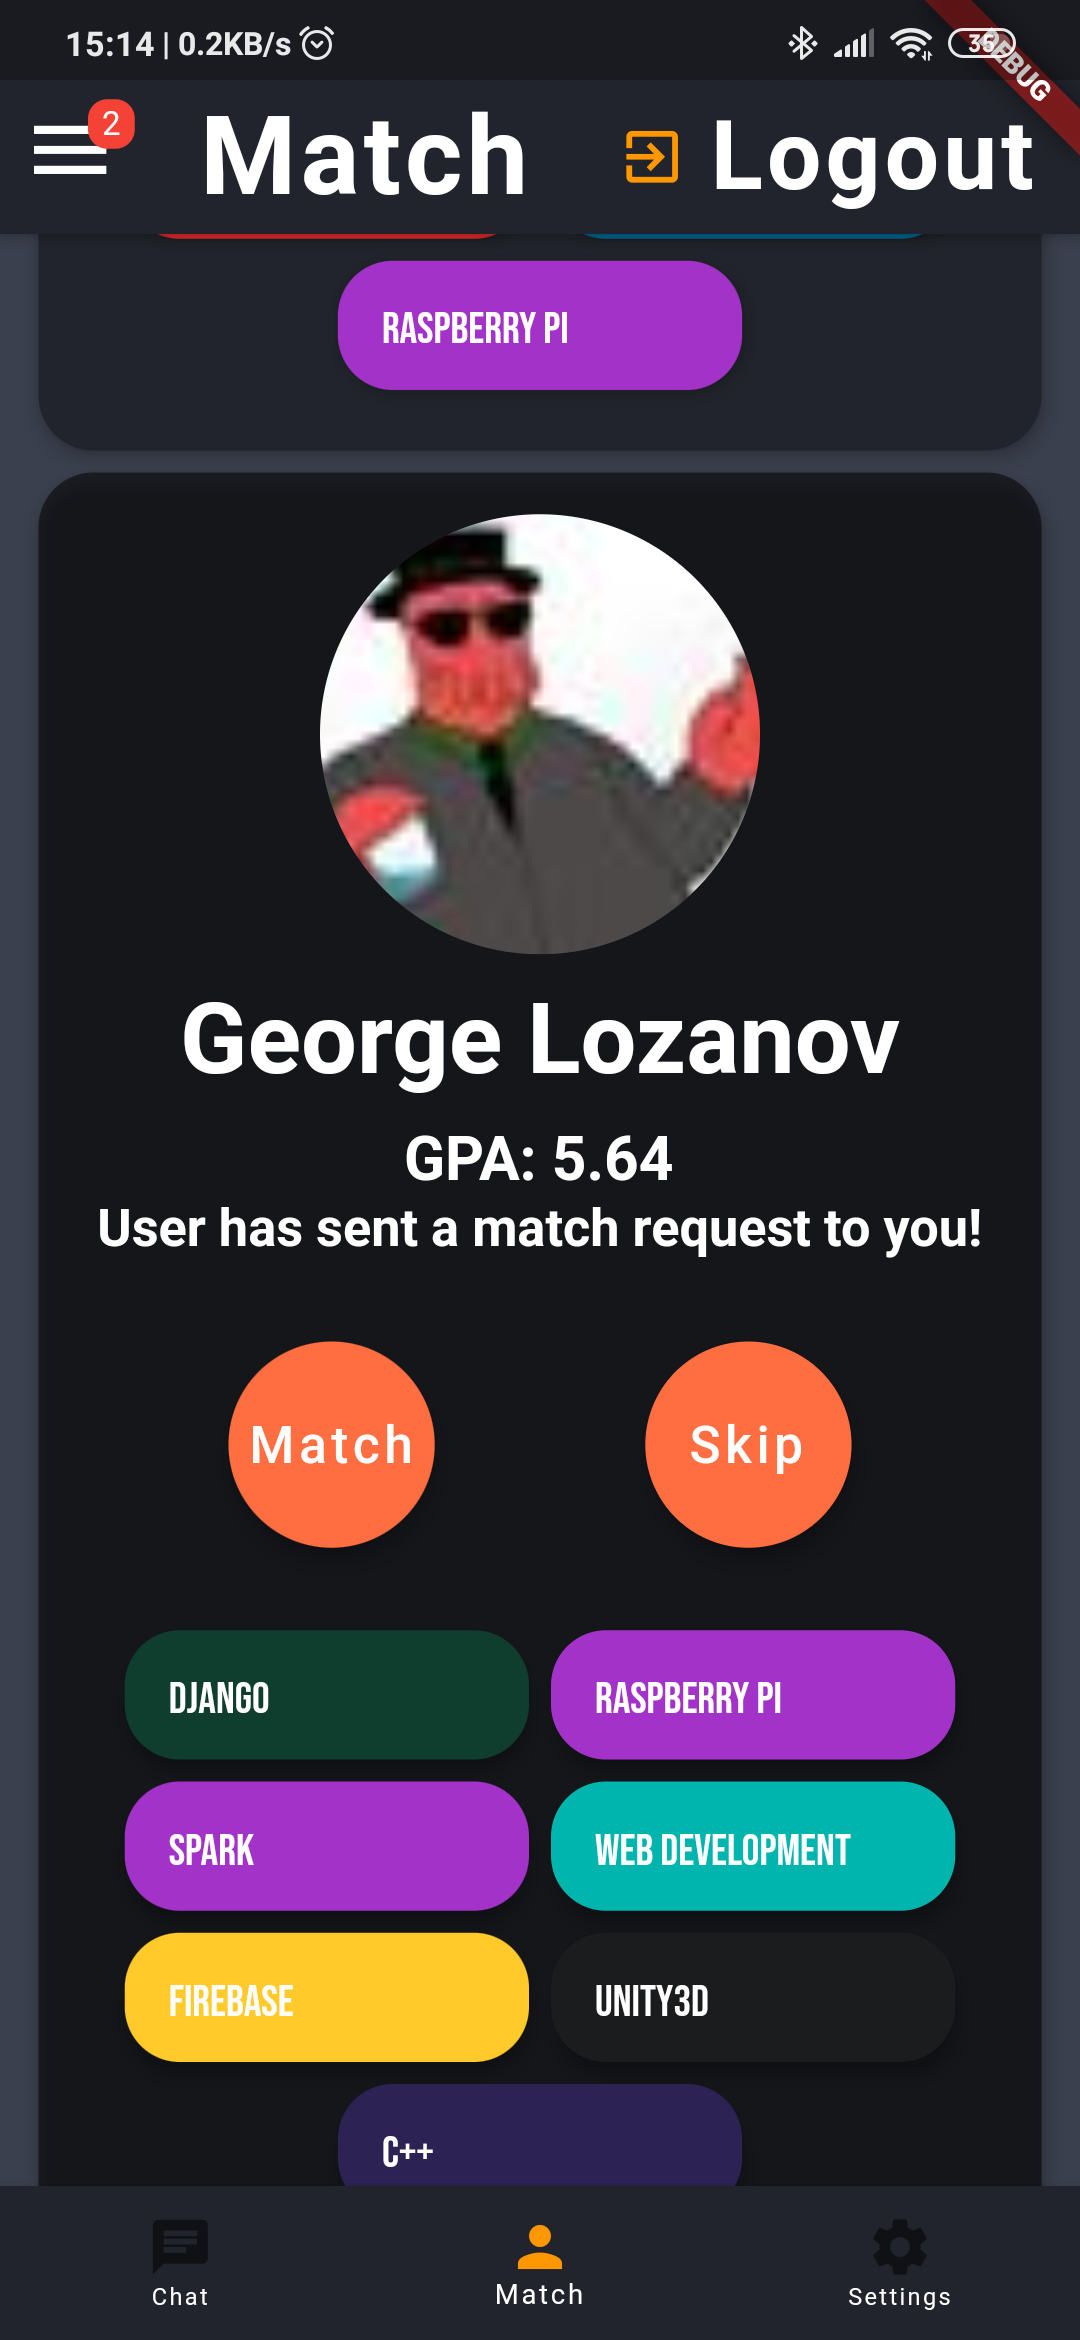 15:14 | 0.2KB/s
35
DEBUG
2
Match
Logout
RASPBERRY PI
George Lozanov
GPA: 5.64
User has sent a match request to you!
Match
Skip
DJANGO
RASPBERRY PI
SPARK
WEB DEVELOPMENT
FIREBASE
UNITY3D
C++
Chat
Match
Settings